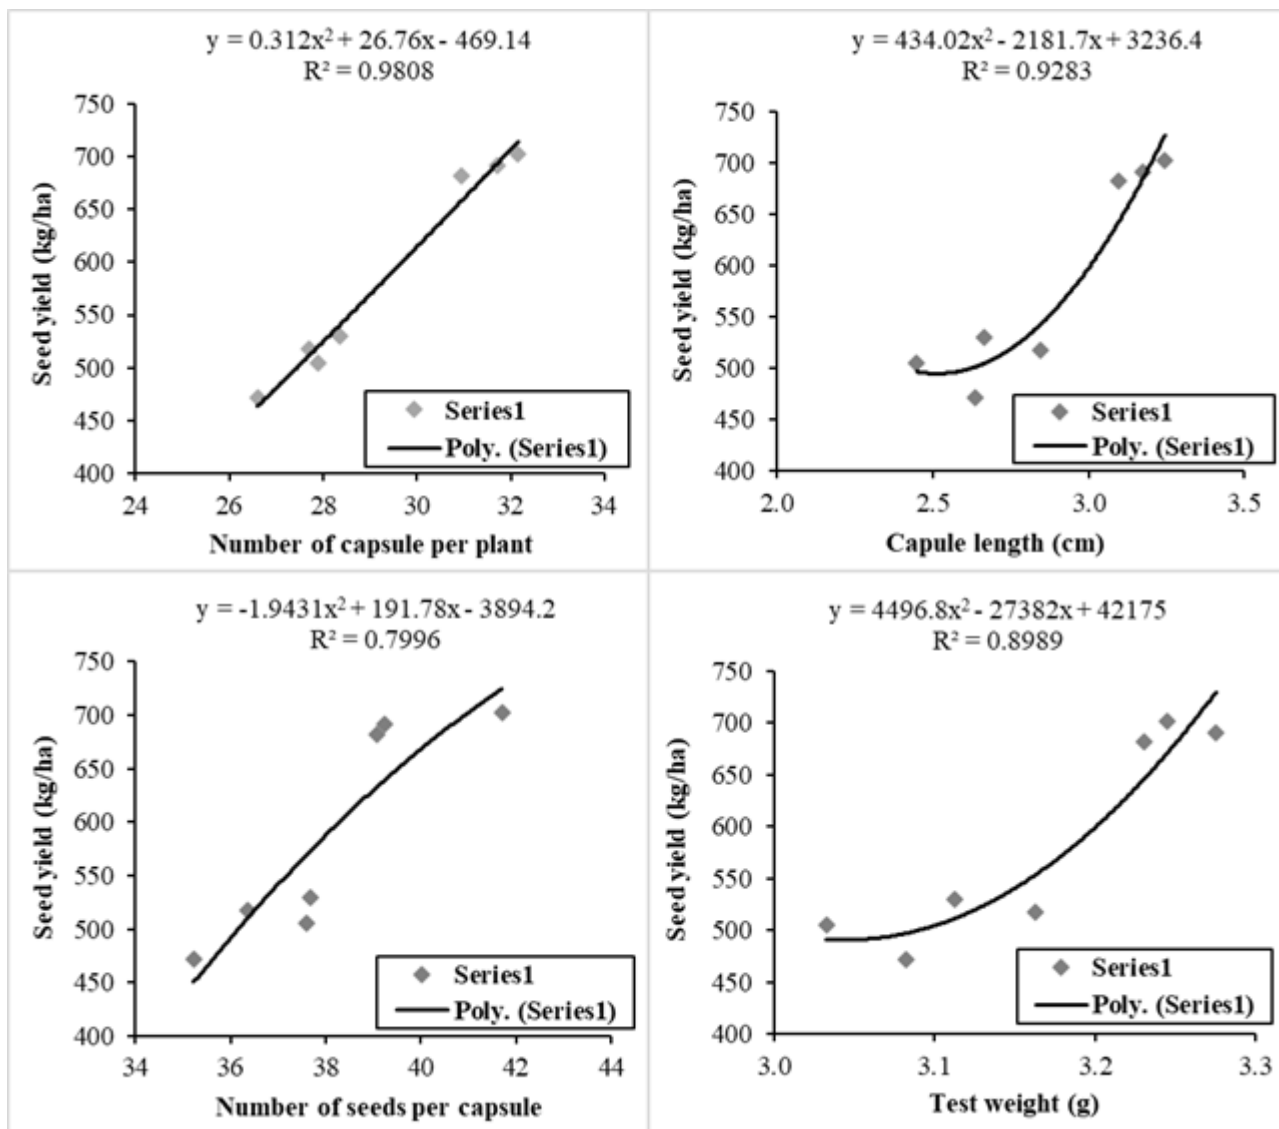 y = 0.312x² + 26.76x - 469.14
R² = 0.9808
750
700
650
600
550
500
450
400
24 26 28 30 32 34
Seed yield (kg/ha)
Number of capsule per plant
Series1
Poly. (Series1)
y = 434.02x² - 2181.7x + 3236.4
R² = 0.9283
750
700
650
600
550
500
450
400
2.0 2.5 3.0 3.5
Seed yield (kg/ha)
Capule length (cm)
Series1
Poly. (Series1)
y = -1.9431x² + 191.78x - 3894.2
R² = 0.7996
750
700
650
600
550
500
450
400
34 36 38 40 42 44
Seed yield (kg/ha)
Number of seeds per capsule
Series1
Poly. (Series1)
y = 4496.8x² - 27382x + 42175
R² = 0.8989
750
700
650
600
550
500
450
400
3.0 3.1 3.2 3.3
Seed yield (kg/ha)
Test weight (g)
Series1
Poly. (Series1)